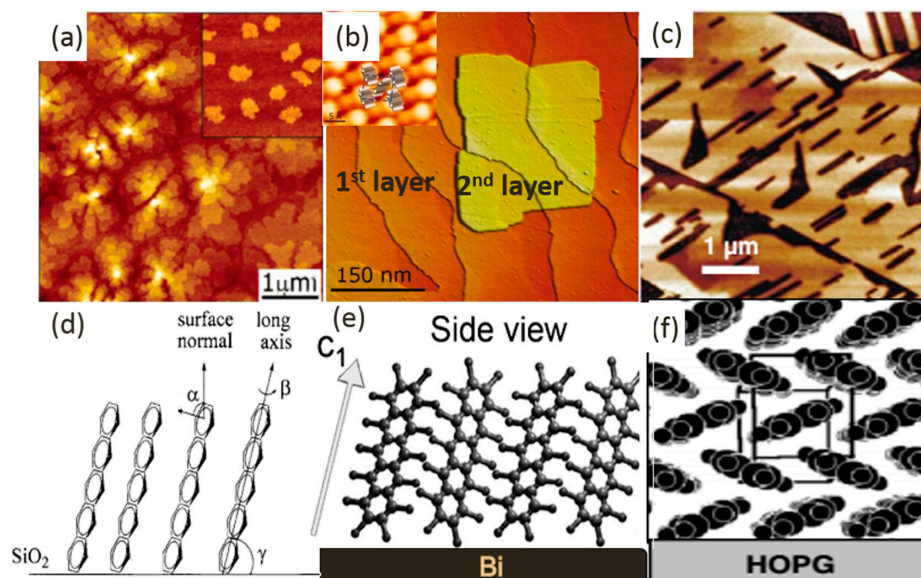 (a)
1μm
(b)
1st layer
2nd layer
150 nm
(c)
1 μm
(d)
surface
normal
long
axis
α
β
γ
SiO2
(e)
Side view
C1
Bi
(f)
HOPG